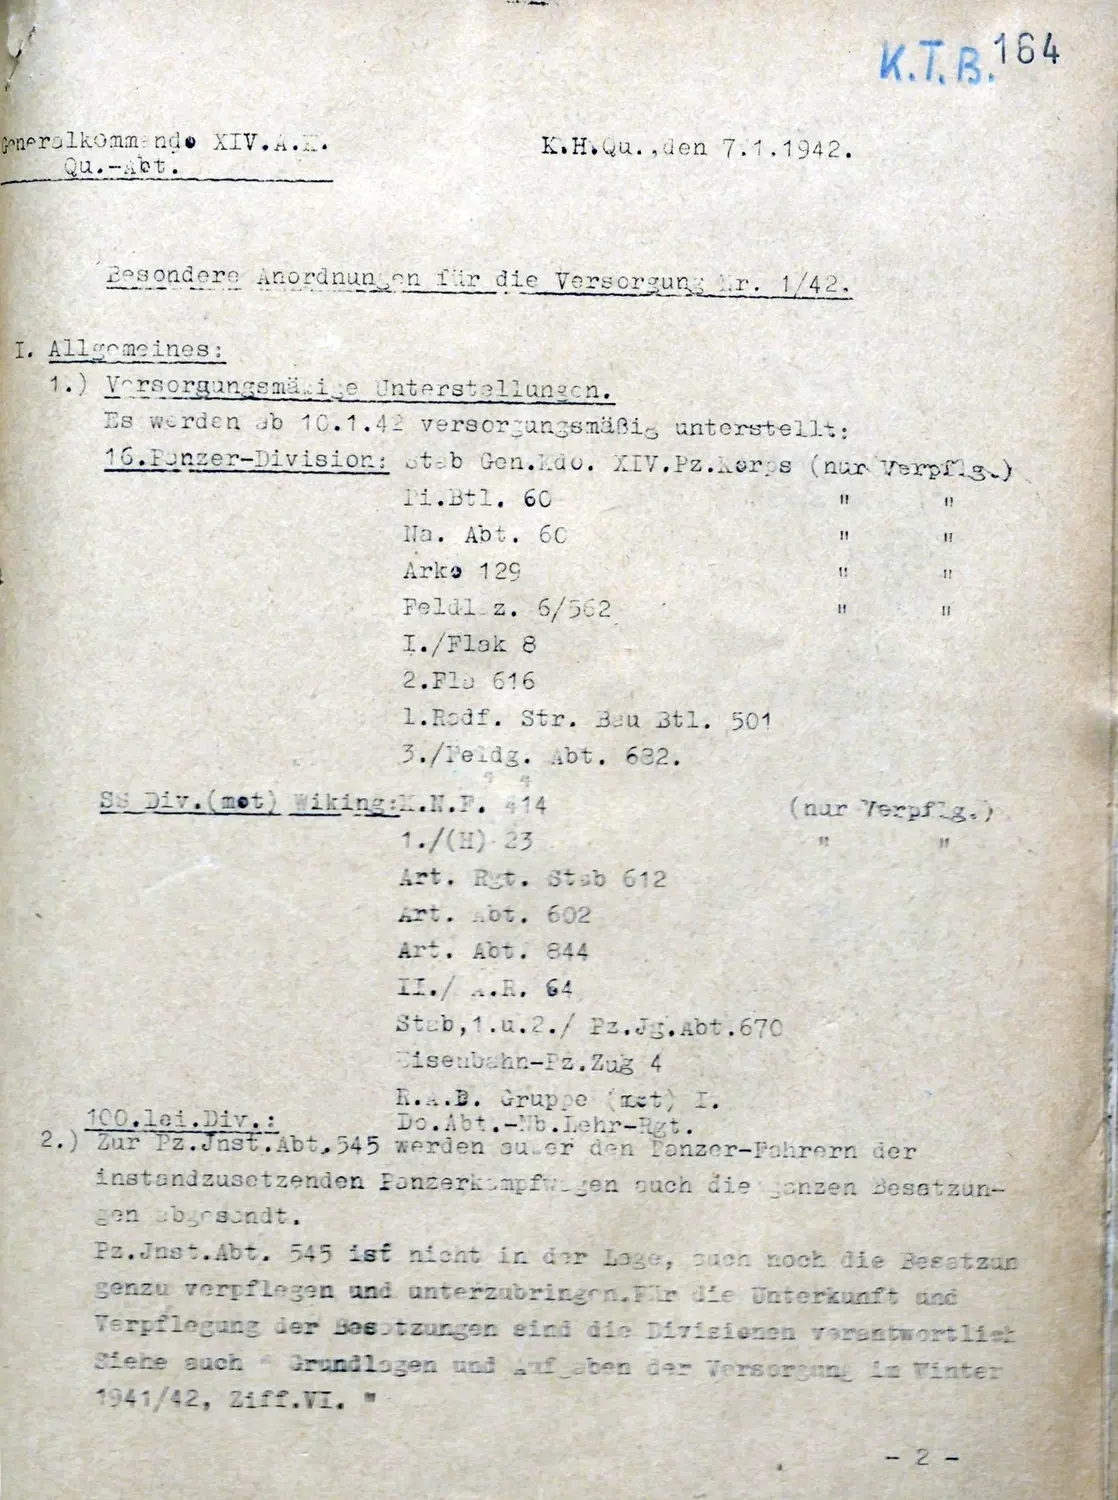 K.T.B. 164
Generalkommando XIV.A.K. K.H.Qu.,den 7.1.1942.
Qu.-Abt.
Besondere Anordnungen für die Versorgung Nr. 1/42.
I. Allgemeines:
1.) Versorgungsmäßige Unterstellungen.
Es werden ab 10.1.42 versorgungsmäßig unterstellt:
16.Panzer-Division: Stab Gen.Kdo. XIV.Pz.Korps (nur Verpflg.)
Pi.Btl. 60 " "
Na. Abt. 60 " "
Arko 129 " "
Feldlaz. 6/562 " "
I./Flak 8
2.Fla 616
1.Radf. Str. Bau Btl. 501
3./Feldg. Abt. 682.
SS Div.(mot) Wiking:K.N.F. 414 (nur Verpflg.)
1./(H) 23 " "
Art. Rgt. Stab 612
Art. Abt. 602
Art. Abt. 844
II./ A.R. 64
Stab,1.u.2./ Pz.Jg.Abt.670
Eisenbahn-Pz.Zug 4
R.A.B. Gruppe (mot) I.
100.lei.Div.: Do.Abt.-Nb.Lehr-Rgt.
2.) Zur Pz.Jnst.Abt.545 werden außer den Panzer-Fahrern der
instandzusetzenden Panzerkampfwagen auch die ganzen Besatzun-
gen abgesandt.
Pz.Jnst.Abt. 545 ist nicht in der Lage, auch noch die Besatzun
genzu verpflegen und unterzubringen.Für die Unterkunft und
Verpflegung der Besatzungen sind die Divisionen verantwortlich
Siehe auch " Grundlagen und Aufgaben der Versorgung im Winter
1941/42, Ziff.VI. "
- 2 -